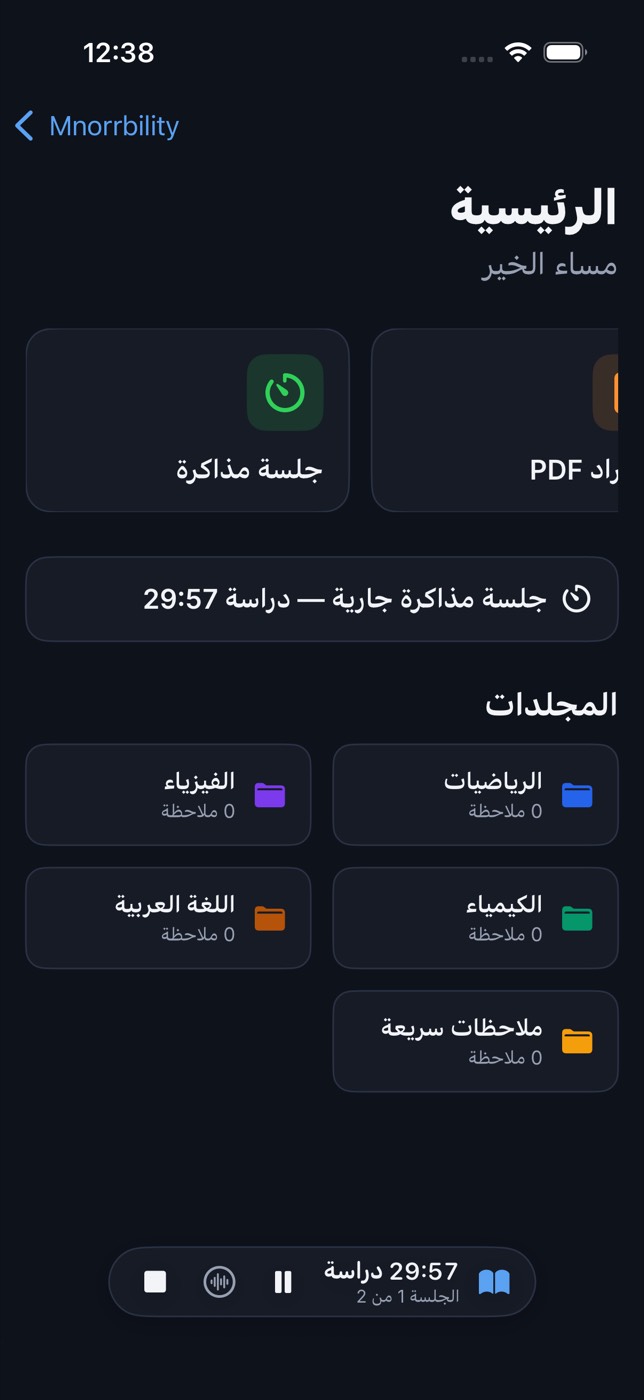 12:38
Mnorrbility
الرئيسية
مساء الخير
راد PDF
جلسة مذاكرة
جلسة مذاكرة جارية — دراسة 29:57
المجلدات
الرياضيات
0 ملاحظة
الفيزياء
0 ملاحظة
الكيمياء
0 ملاحظة
اللغة العربية
0 ملاحظة
ملاحظات سريعة
0 ملاحظة
29:57 دراسة
الجلسة 1 من 2